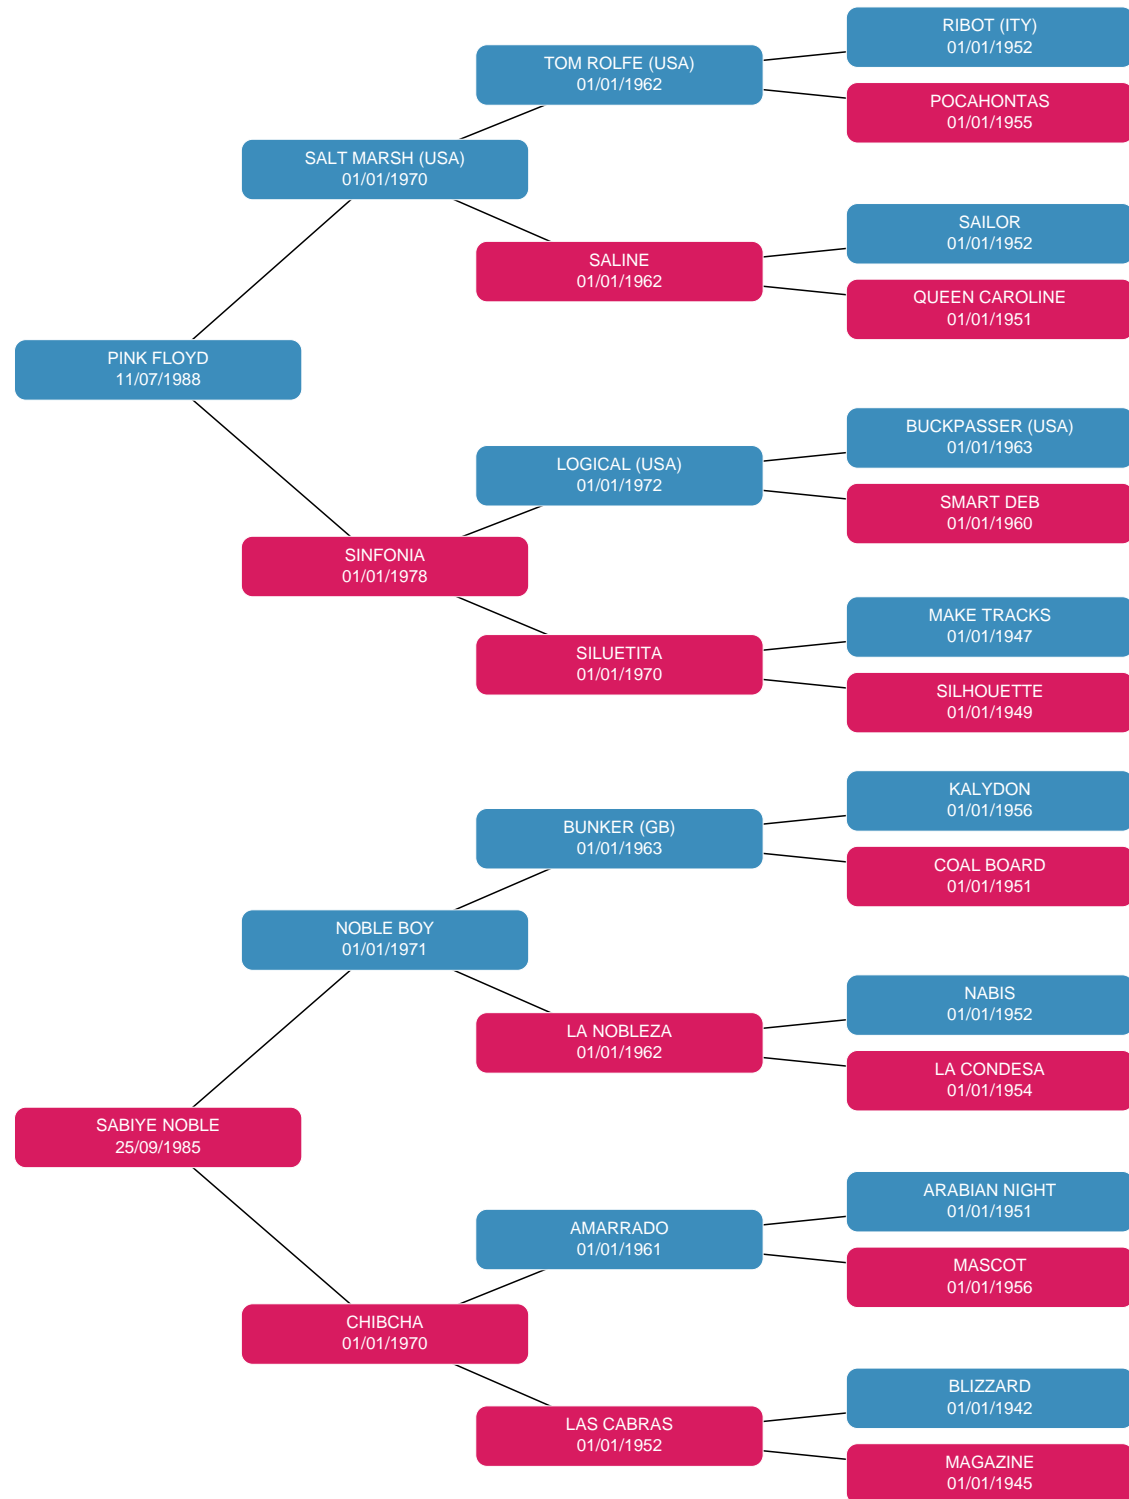 RIBOT (ITY)
01/01/1952
TOM ROLFE (USA)
01/01/1962
POCAHONTAS
01/01/1955
SALT MARSH (USA)
01/01/1970
SAILOR
01/01/1952
SALINE
01/01/1962
QUEEN CAROLINE
01/01/1951
PINK FLOYD
11/07/1988
BUCKPASSER (USA)
01/01/1963
LOGICAL (USA)
01/01/1972
SMART DEB
01/01/1960
SINFONIA
01/01/1978
MAKE TRACKS
01/01/1947
SILUETITA
01/01/1970
SILHOUETTE
01/01/1949
KALYDON
01/01/1956
BUNKER (GB)
01/01/1963
COAL BOARD
01/01/1951
NOBLE BOY
01/01/1971
NABIS
01/01/1952
LA NOBLEZA
01/01/1962
LA CONDESA
01/01/1954
SABIYE NOBLE
25/09/1985
ARABIAN NIGHT
01/01/1951
AMARRADO
01/01/1961
MASCOT
01/01/1956
CHIBCHA
01/01/1970
BLIZZARD
01/01/1942
LAS CABRAS
01/01/1952
MAGAZINE
01/01/1945